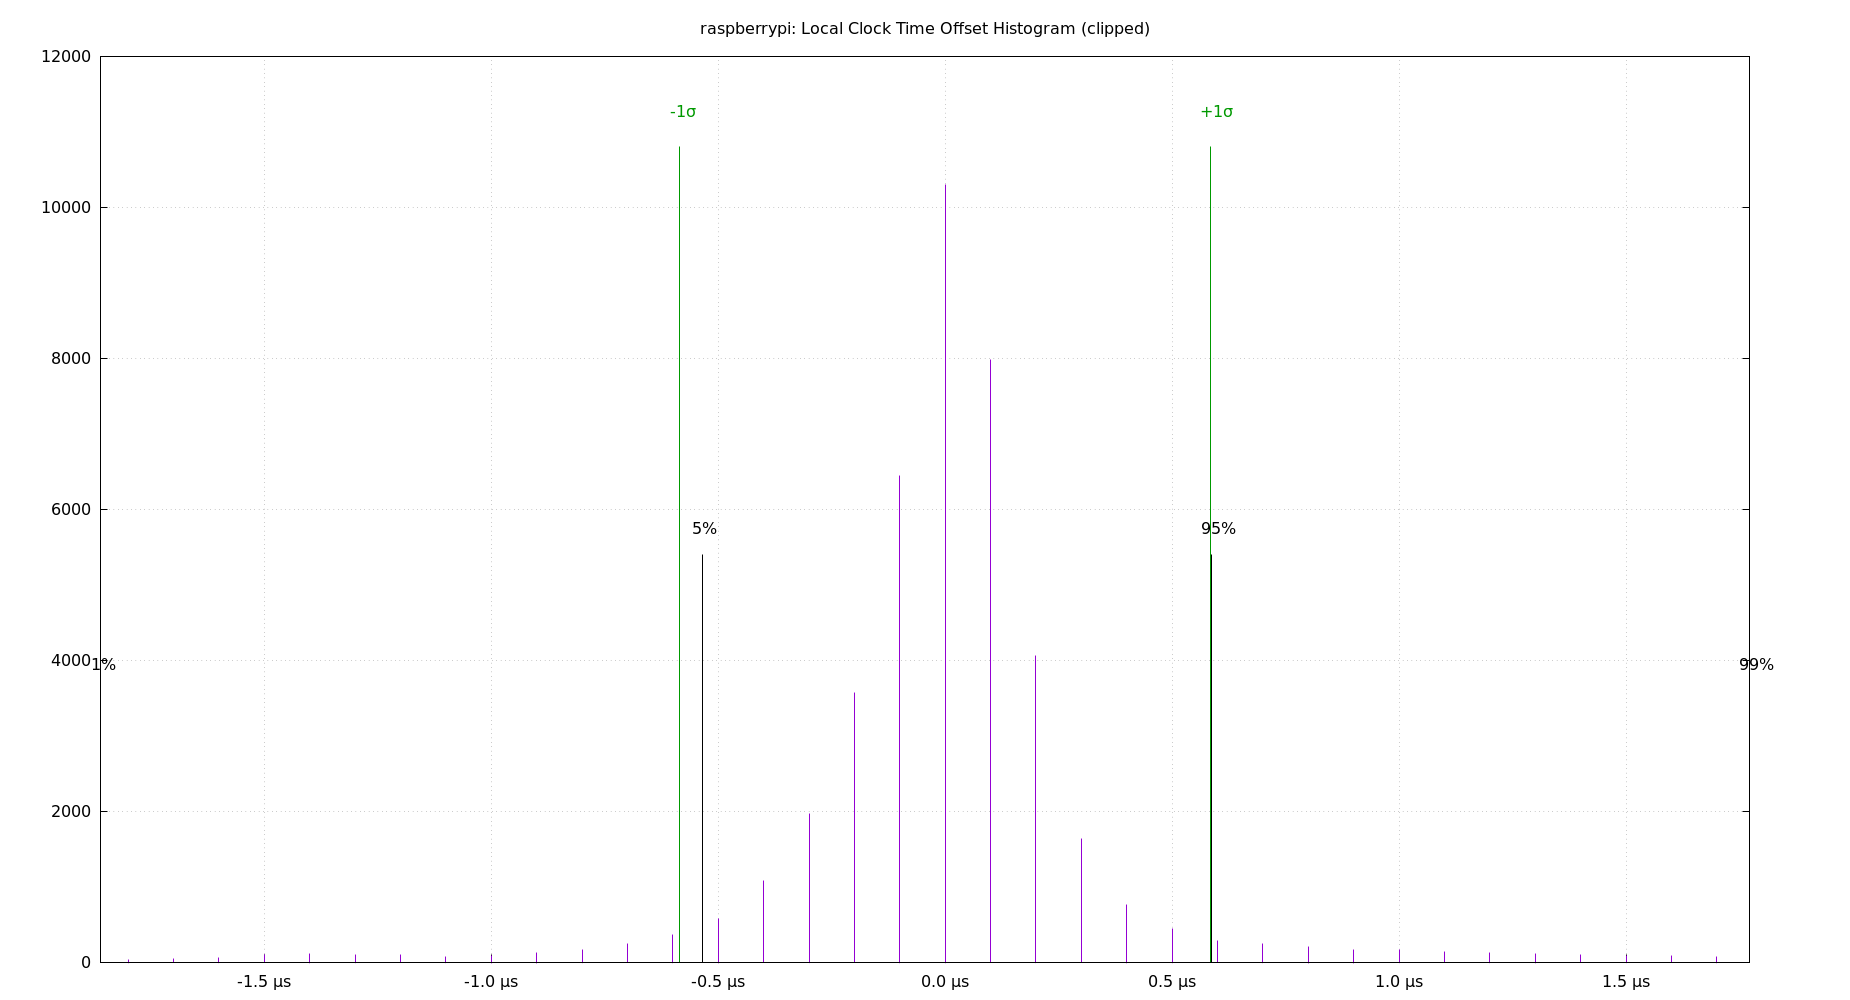 raspberrypi: Local Clock Time Offset Histogram (clipped)
12000
-1σ
+1σ
10000
8000
6000
5%
95%
4000
1%
99%
2000
0
-1.5 µs
-1.0 µs
-0.5 µs
0.0 µs
0.5 µs
1.0 µs
1.5 µs